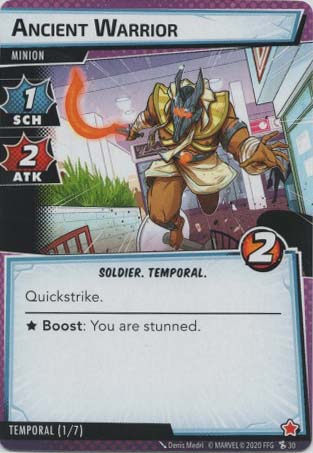 ANCIENT WARRIOR
MINION
1
SCH
2
ATK
2
SOLDIER. TEMPORAL.
Quickstrike.
★ Boost: You are stunned.
TEMPORAL (1/7)
Denis Medri © MARVEL © 2020 FFG 30